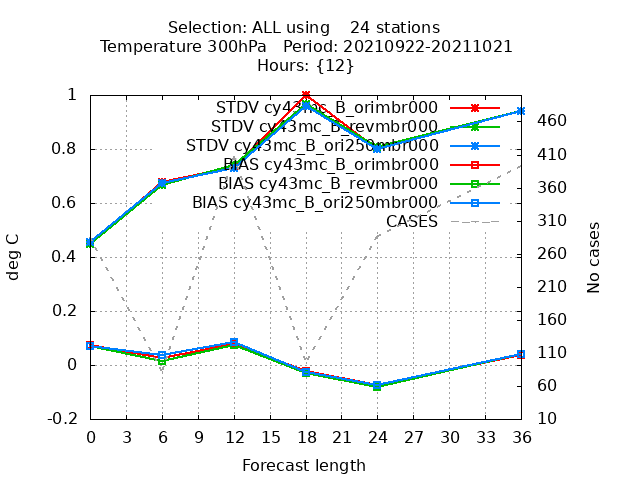 Selection: ALL using    24 stations
Temperature 300hPa   Period: 20210922-20211021
Hours: {12}
STDV cy43mc_B_orimbr000
STDV cy43mc_B_revmbr000
STDV cy43mc_B_ori250mbr000
BIAS cy43mc_B_orimbr000
BIAS cy43mc_B_revmbr000
BIAS cy43mc_B_ori250mbr000
CASES
deg C
1
0.8
0.6
0.4
0.2
0
-0.2
No cases
460
410
360
310
260
210
160
110
60
10
0 3 6 9 12 15 18 21 24 27 30 33 36
Forecast length